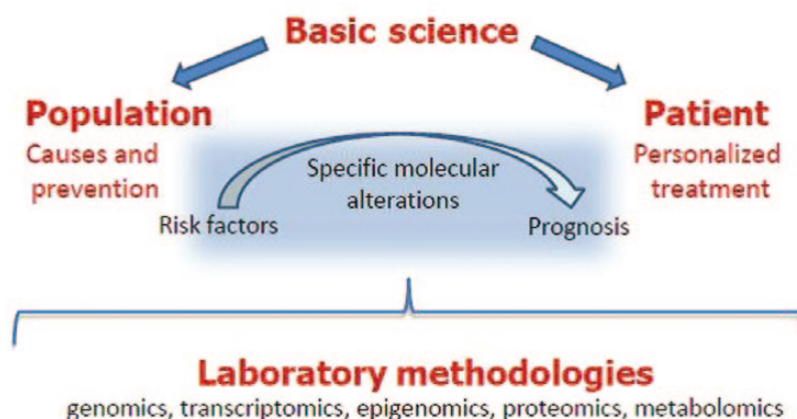 Basic science
Population
Causes and
prevention
Patient
Personalized
treatment
Specific molecular
alterations
Risk factors
Prognosis
Laboratory methodologies
genomics, transcriptomics, epigenomics, proteomics, metabolomics